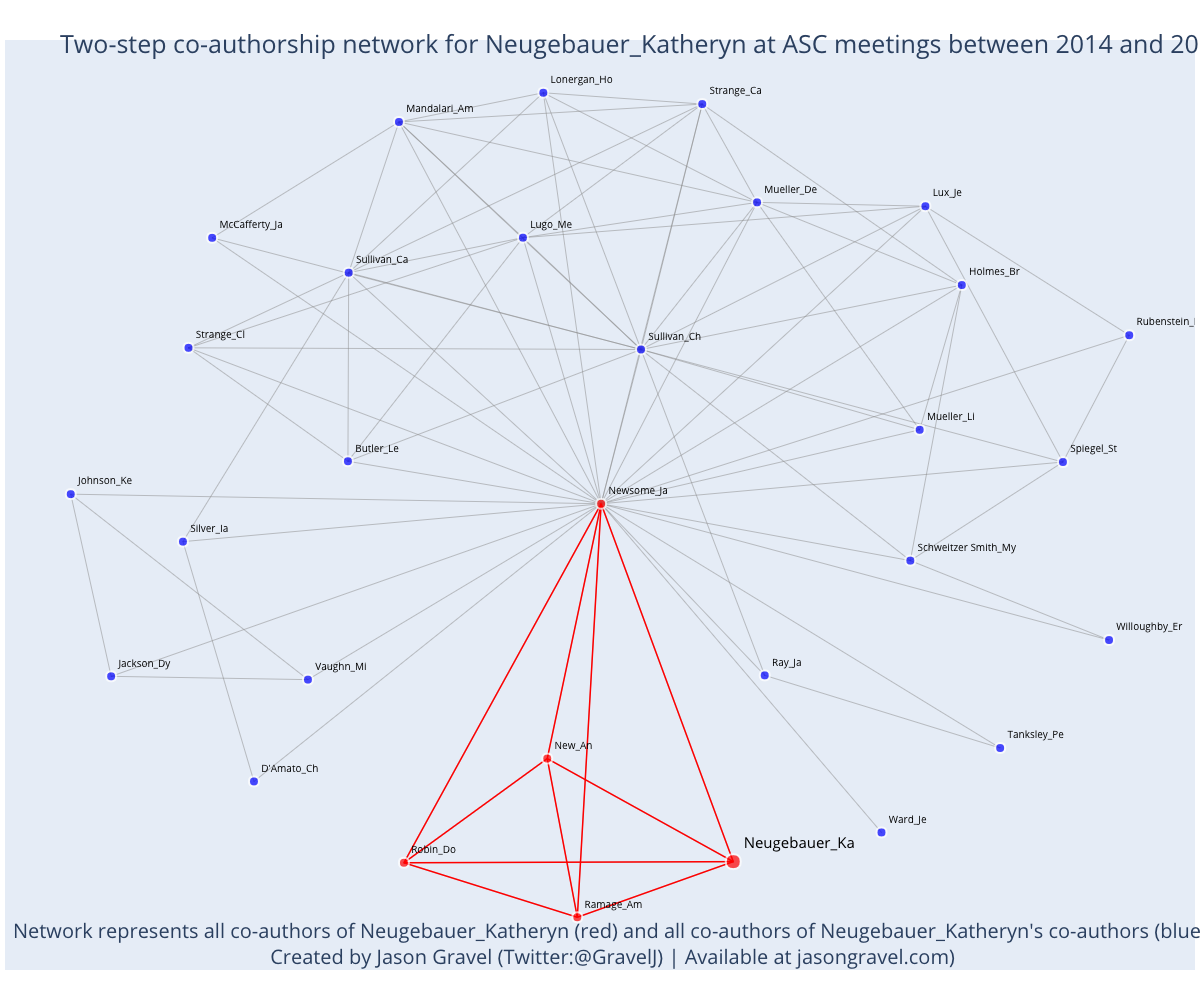 Two-step co-authorship network for Neugebauer_Katheryn at ASC meetings between 2014 and 20
Lonergan_Ho
Strange_Ca
Mandalari_Am
Mueller_De
Lux_Je
McCafferty_Ja
Lugo_Me
Sullivan_Ca
Holmes_Br
Rubenstein_
Strange_Cl
Sullivan_Ch
Mueller_Li
Butler_Le
Spiegel_St
Johnson_Ke
Newsome_Ja
Silver_Ia
Schweitzer Smith_My
Willoughby_Er
Jackson_Dy
Vaughn_Mi
Ray_Ja
Tanksley_Pe
New_An
D'Amato_Ch
Ward_Je
Neugebauer_Ka
Robin_Do
Ramage_Am
Network represents all co-authors of Neugebauer_Katheryn (red) and all co-authors of Neugebauer_Katheryn's co-authors (blue
Created by Jason Gravel (Twitter:@GravelJ) | Available at jasongravel.com)